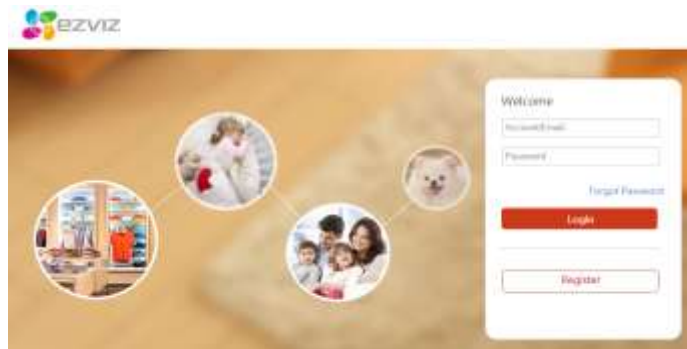 ezviz
Welcome
Account/Email
Password
Forgot Password
Login
Register